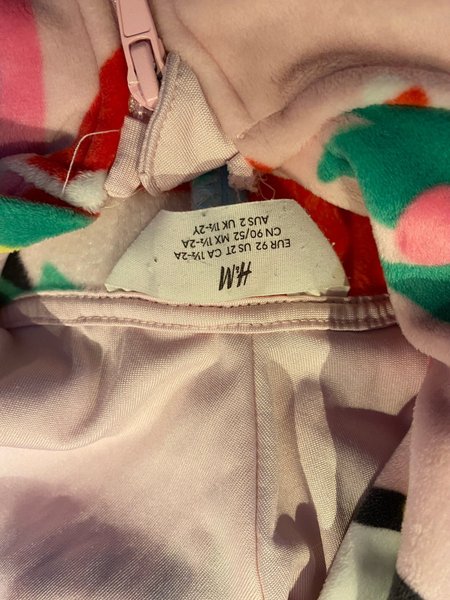 H&M
EUR 92 US 2T CA 1½-2A
CN 90/52 MX 1½-2A
AUS 2 UK 1½-2Y